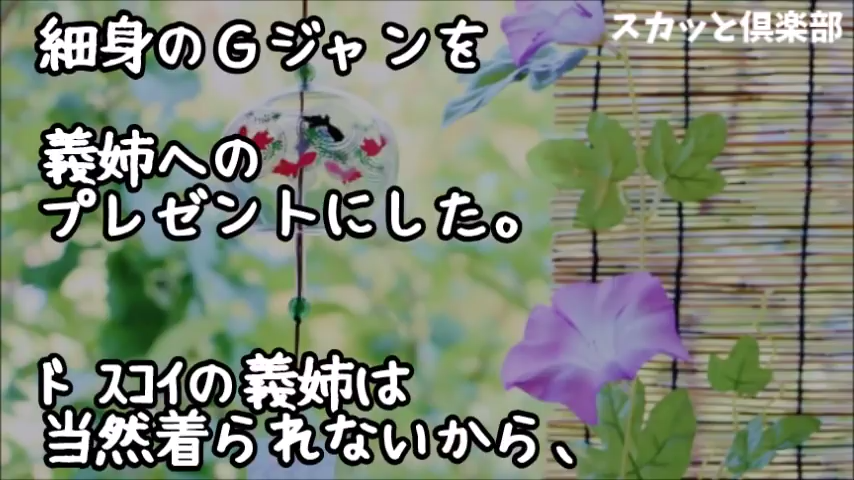 スカッと倶楽部
細身のGジャンを
義姉への
プレゼントにした。
ﾄﾞｽｺｲの義姉は
当然着られないから、